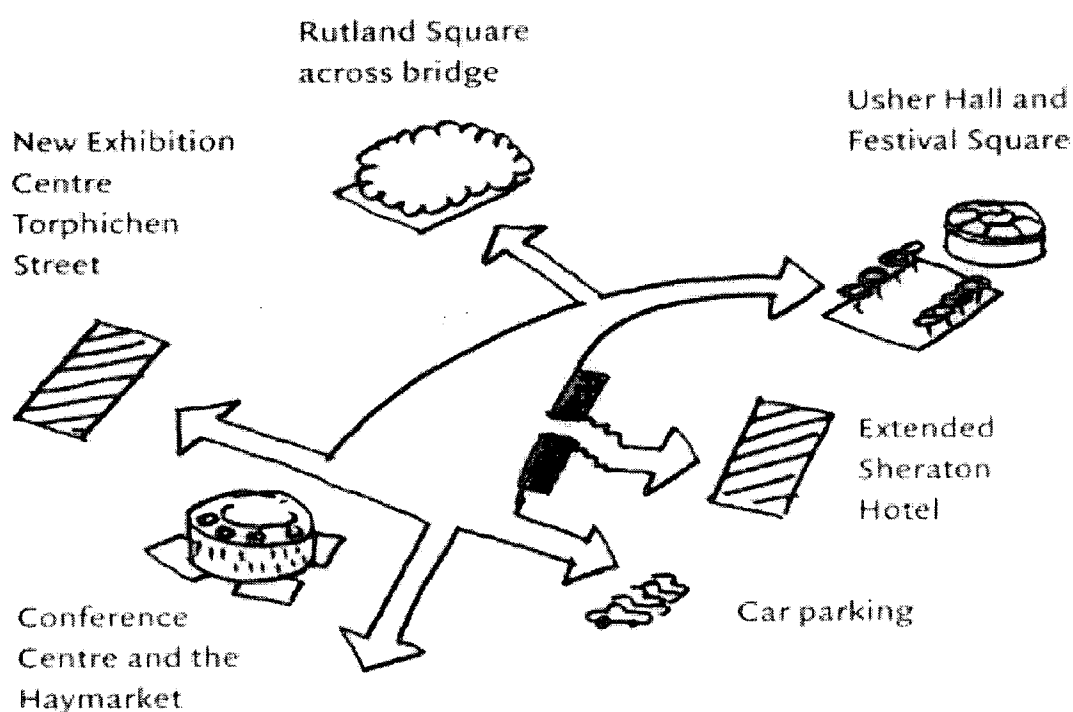 Rutland Square
across bridge
Usher Hall and
Festival Square
New Exhibition
Centre
Torphichen
Street
Extended
Sheraton
Hotel
Car parking
Conference
Centre and the
Haymarket